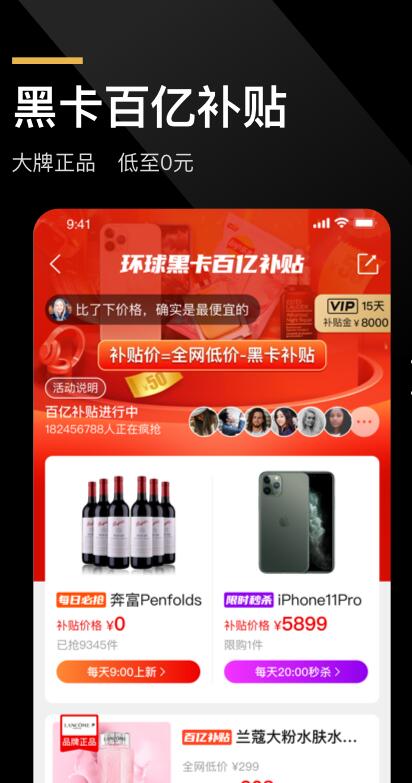 黑卡百亿补贴
大牌正品 低至0元
9:41
环球黑卡百亿补贴
比了下价格，确实是最便宜的
VIP 15天
补贴金￥8000
补贴价=全网低价-黑卡补贴
￥50
活动说明
百亿补贴进行中
182456788人正在疯抢
每日必抢 奔富Penfolds
补贴价格 ¥0
已抢9345件
每天9:00上新 >
限时秒杀 iPhone11Pro
补贴价格 ¥5899
限购1件
每天20:00秒杀 >
LANCÔME
品牌正品
LANCÔME
百亿补贴 兰蔻大粉水肤水...
全网低价 ¥299